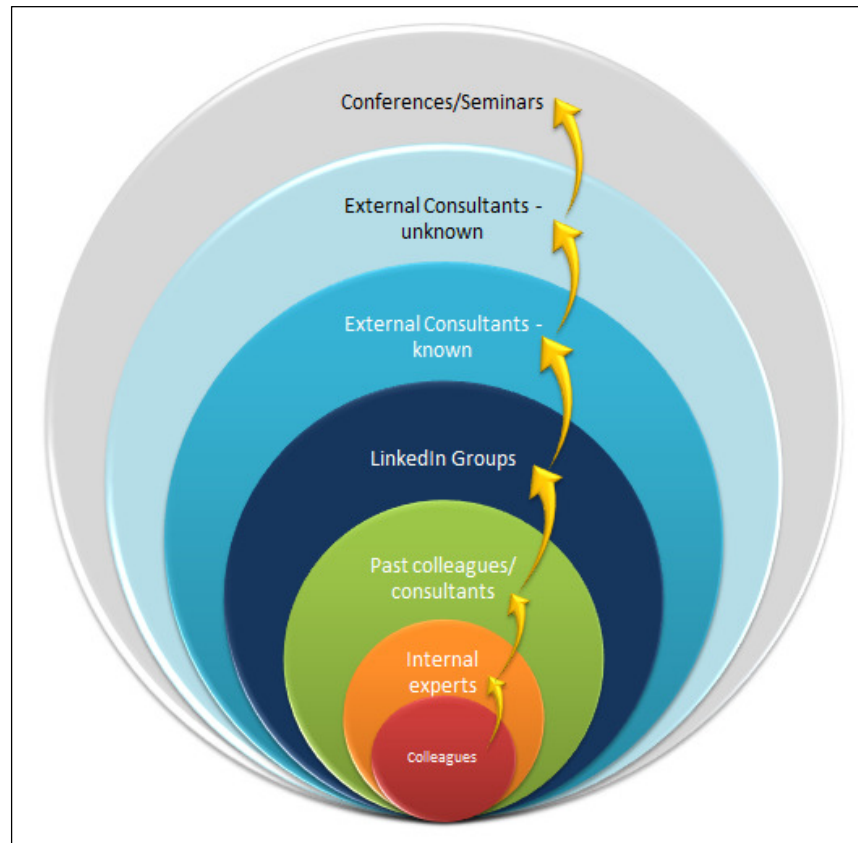 Conferences/Seminars
External Consultants -
unknown
External Consultants -
known
LinkedIn Groups
Past colleagues/
consultants
Internal
experts
Colleagues